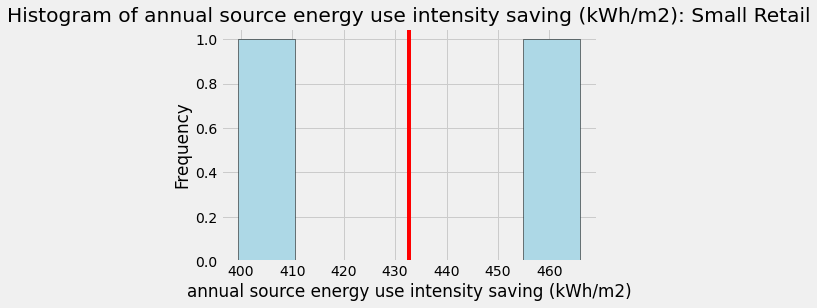 Histogram of annual source energy use intensity saving (kWh/m2): Small Retail
1.0
0.8
0.6
0.4
0.2
0.0
Frequency
400 410 420 430 440 450 460
annual source energy use intensity saving (kWh/m2)